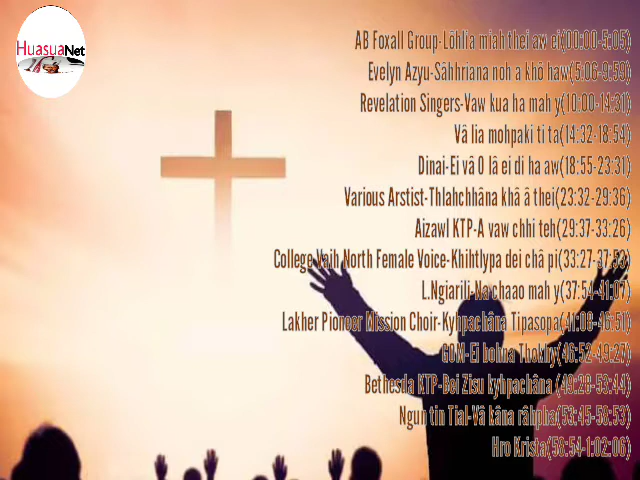 HuasuaNet
AB Foxall Group-Lôhlia miah thei aw ei(00:00-5:05)
Evelyn Azyu-Sâhhriana noh a khô haw(5:06-9:59)
Revelation Singers-Vaw kua ha mah y(10:00-14:31)
Vâ lia mohpaki ti ta(14:32-18:54)
Dinai-Ei vâ O lâ ei di ha aw(18:55-23:31)
Various Arstist-Thlahchhâna khâ â thei(23:32-29:36)
Aizawl KTP-A vaw chhi teh(29:37-33:26)
College Vaih North Female Voice-Khihtlypa dei châ pi(33:27-37:53)
L.Ngiarili-Na chaao mah y(37:54-41:07)
Lakher Pioneer Mission Choir-Kyhpachâna Tipasopa(41:08-46:51)
GOM-Ei bohna Thokhy(46:52-49:27)
Bethesda KTP-Bei Zisu kyhpachâna (49:28-53:44)
Nguntin Tial-Vâ kâna râhpha(53:45-58:53)
Hro Krista(58:54-1:02:06)